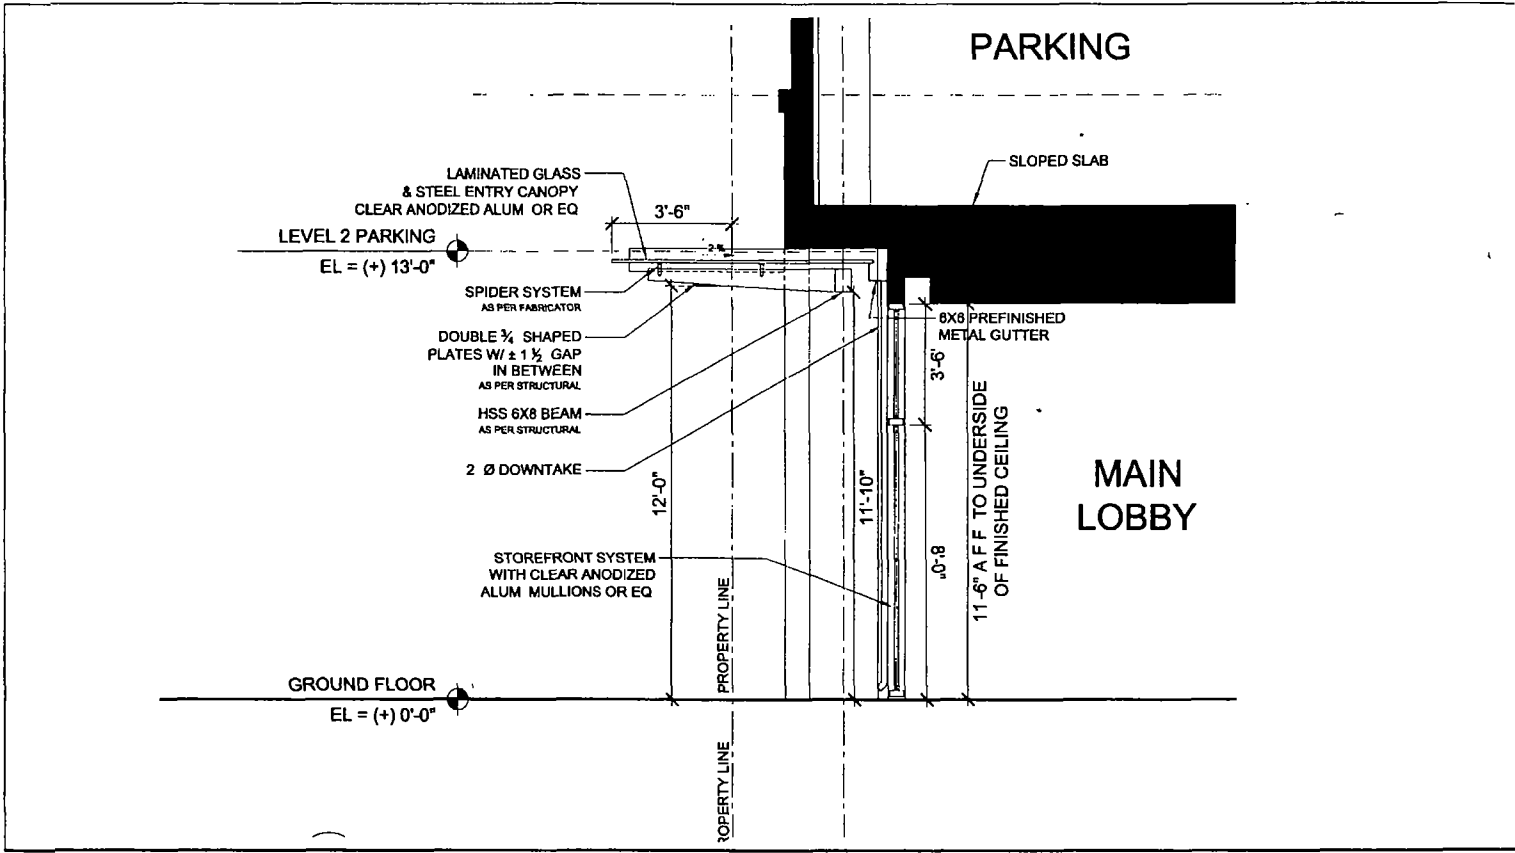 PARKING
SLOPED SLAB
LAMINATED GLASS
& STEEL ENTRY CANOPY
CLEAR ANODIZED ALUM OR EQ
3'-6"
LEVEL 2 PARKING
EL = (+) 13'-0"
SPIDER SYSTEM
AS PER FABRICATOR
DOUBLE ¾ SHAPED
PLATES W/ ± 1 ½ GAP
IN BETWEEN
AS PER STRUCTURAL
HSS 6X8 BEAM
AS PER STRUCTURAL
2 Ø DOWNTAKE
6X6 PREFINISHED
METAL GUTTER
3'-6'
12'-0"
11'-10"
8'-0"
11'-6" A F F TO UNDERSIDE
OF FINISHED CEILING
MAIN
LOBBY
STOREFRONT SYSTEM
WITH CLEAR ANODIZED
ALUM MULLIONS OR EQ
PROPERTY LINE
GROUND FLOOR
EL = (+) 0'-0"
ROPERTY LINE